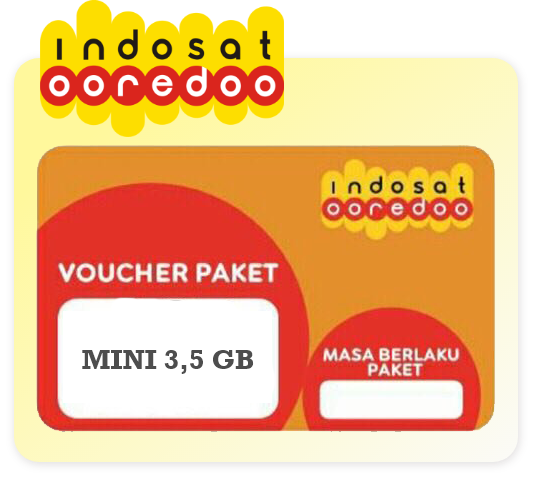 indosat
ooredoo
indosat
ooredoo
VOUCHER PAKET
MINI 3,5 GB
MASA BERLAKU
PAKET